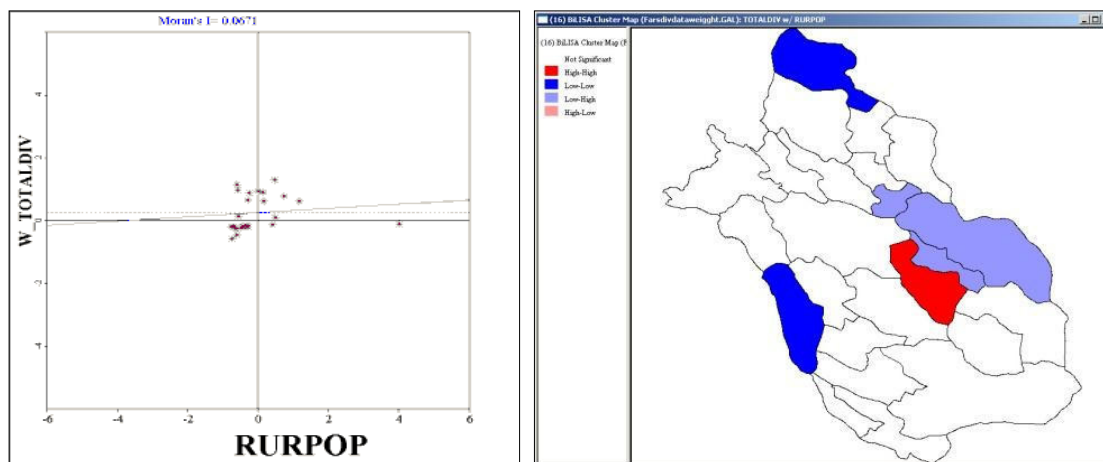 Moran's I= 0.0671
W_TOTALDIV
4
2
0
-2
-4
-6
-4
-2
0
2
4
6
RURPOP
(16) BiLISA Cluster Map (Farsdivdataweigght.GAL): TOTALDIV w/ RURPOP
(16) BiLISA Cluster Map (F
Not Significant
High-High
Low-Low
Low-High
High-Low